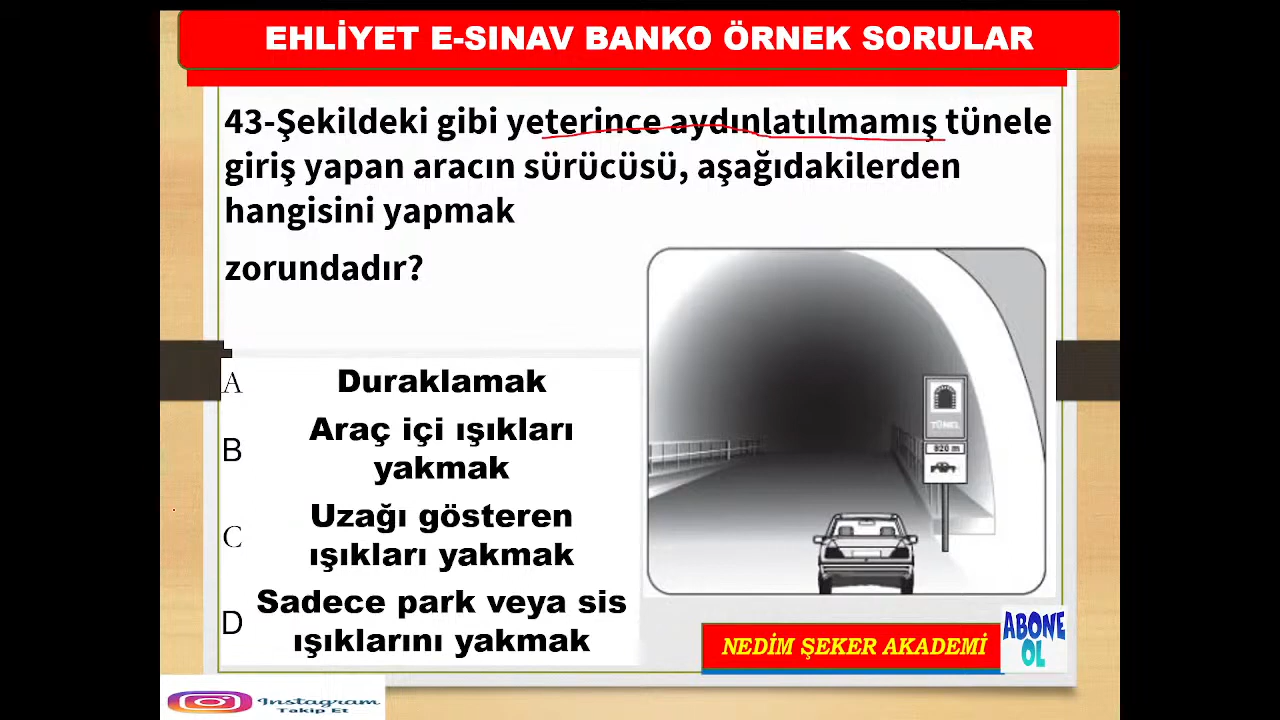 EHLİYET E-SINAV BANKO ÖRNEK SORULAR
43-Şekildeki gibi yeterince aydınlatılmamış tünele
giriş yapan aracın sürücüsü, aşağıdakilerden
hangisini yapmak
zorundadır?
A Duraklamak
B Araç içi ışıkları
yakmak
C Uzağı gösteren
ışıkları yakmak
D Sadece park veya sis
ışıklarını yakmak
TÜNEL
820 m
NEDİM ŞEKER AKADEMİ
ABONE
OL
Instagram
Takip Et